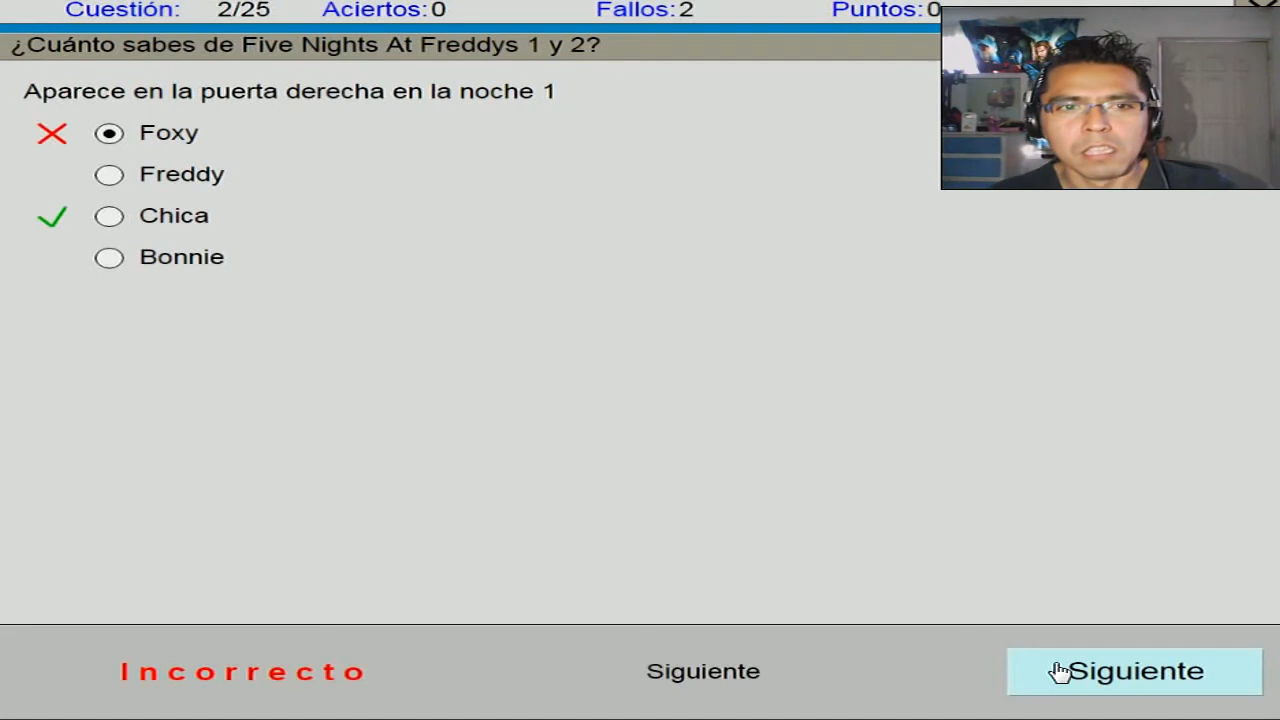 Cuestión: 2/25 Aciertos:0 Fallos:2 Puntos:0
¿Cuánto sabes de Five Nights At Freddys 1 y 2?
Aparece en la puerta derecha en la noche 1
Foxy
Freddy
Chica
Bonnie
Incorrecto Siguiente Siguiente